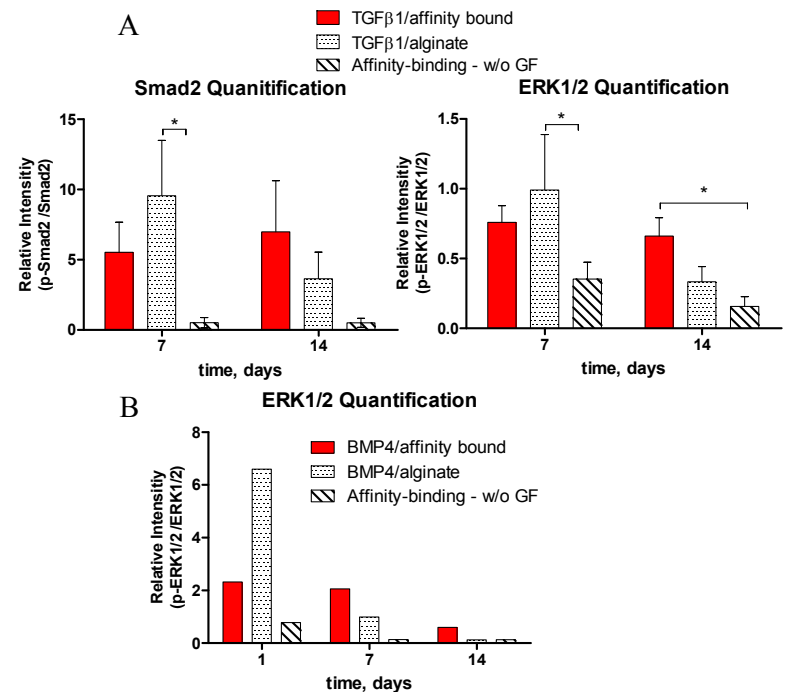 A
TGFβ1/affinity bound
TGFβ1/alginate
Affinity-binding - w/o GF
Smad2 Quanitification
Relative Intensitiy
(p-Smad2 /Smad2)
15
10
5
0
*
7
14
time, days
ERK1/2 Quantification
Relative Intensitiy
(p-ERK1/2 /ERK1/2)
1.5
1.0
0.5
0.0
*
*
7
14
time, days
B
ERK1/2 Quantification
BMP4/affinity bound
BMP4/alginate
Affinity-binding - w/o GF
Relative Intensitiy
(p-ERK1/2 /ERK1/2)
8
6
4
2
0
1
7
14
time, days